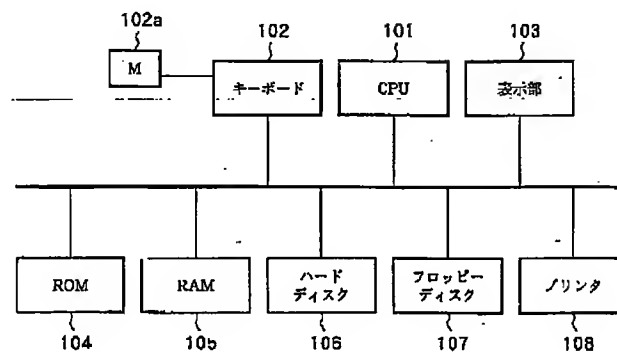 102a
102
101
103
M
キーボード
CPU
表示部
ROM
RAM
ハード
ディスク
フロッピー
ディスク
プリンタ
104
105
106
107
108